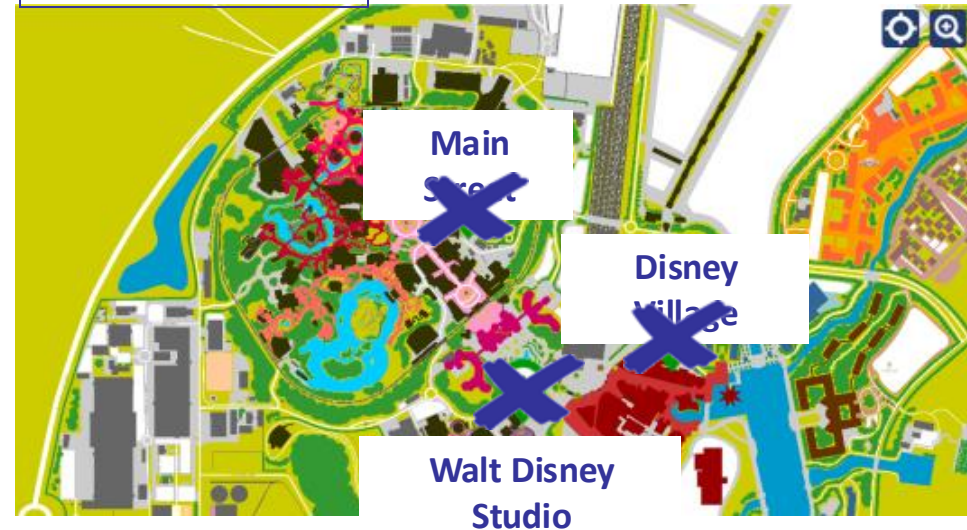 Main
Street
Disney
Village
Walt Disney
Studio